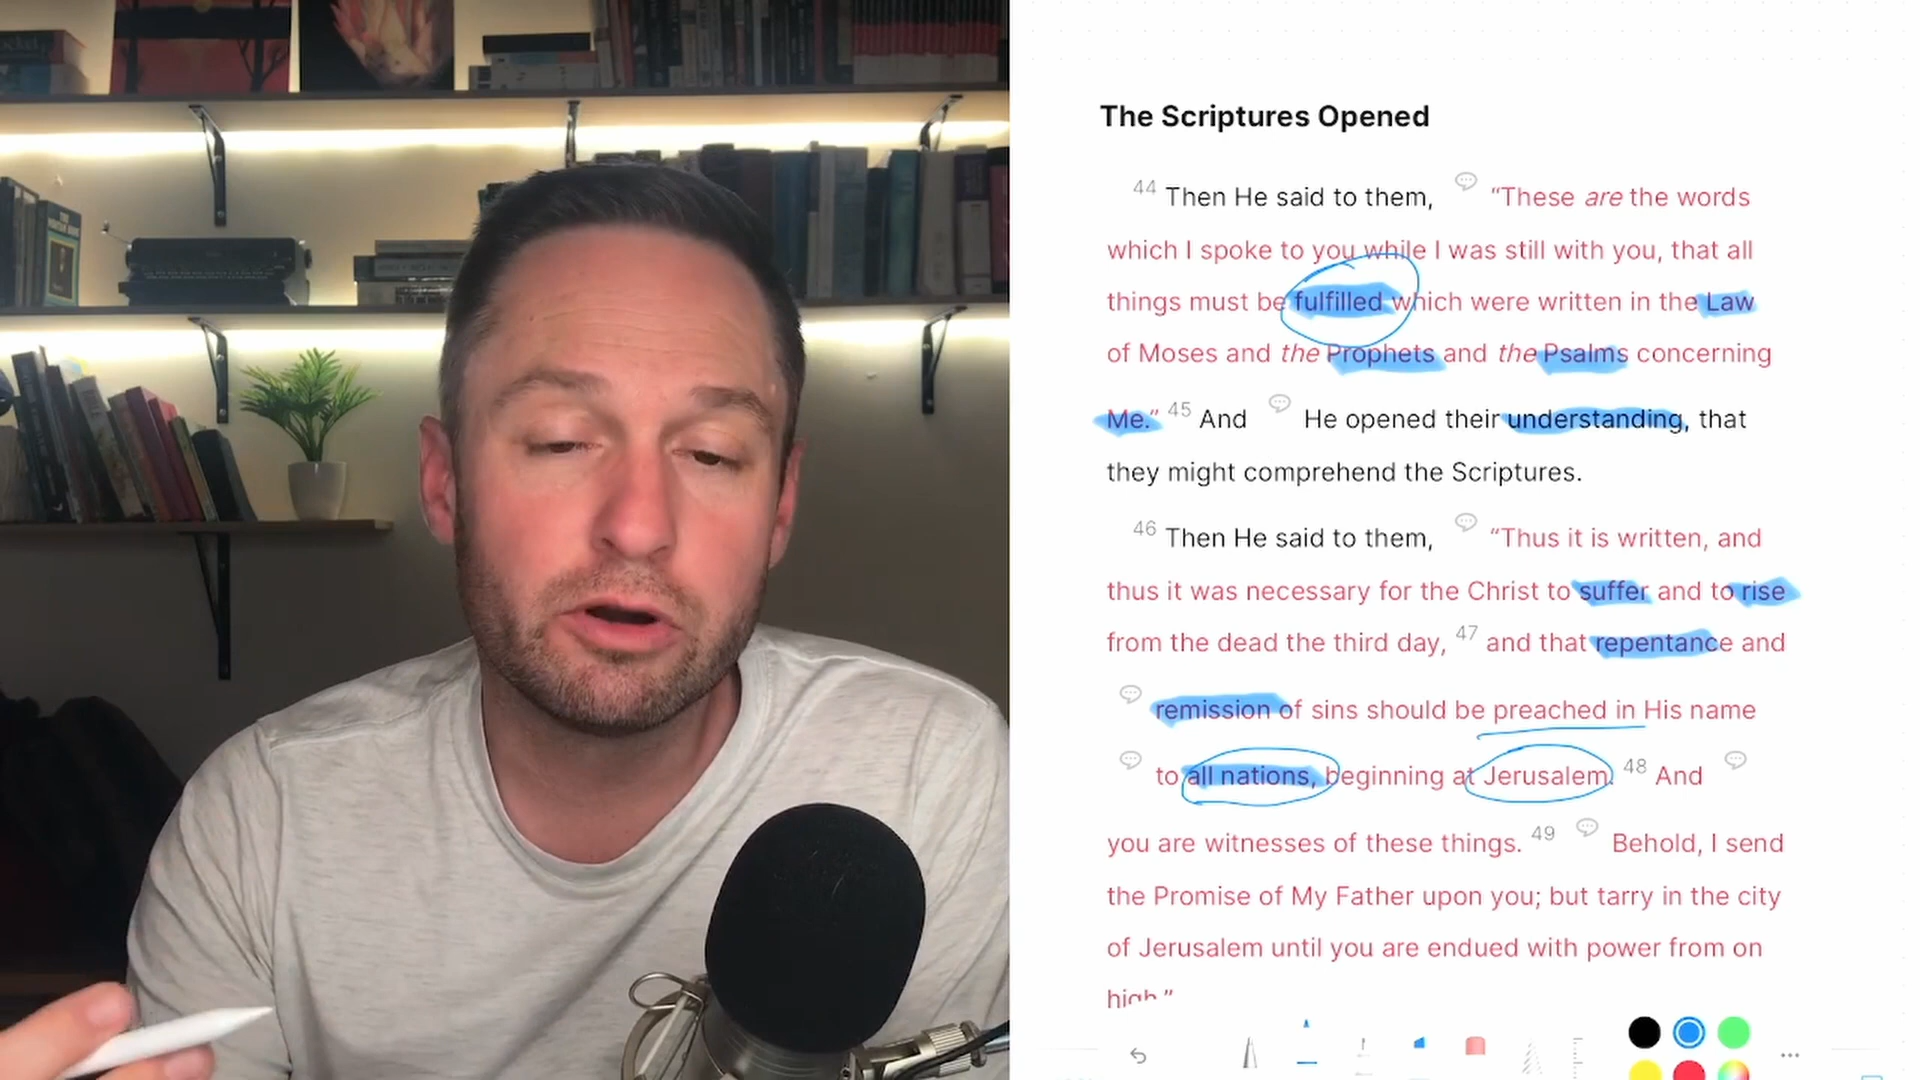 The Scriptures Opened
44 Then He said to them, “These are the words
which I spoke to you while I was still with you, that all
things must be fulfilled which were written in the Law
of Moses and the Prophets and the Psalms concerning
Me.” 45 And He opened their understanding, that
they might comprehend the Scriptures.
46 Then He said to them, “Thus it is written, and
thus it was necessary for the Christ to suffer and to rise
from the dead the third day, 47 and that repentance and
remission of sins should be preached in His name
to all nations, beginning at Jerusalem. 48 And
you are witnesses of these things. 49 Behold, I send
the Promise of My Father upon you; but tarry in the city
of Jerusalem until you are endued with power from on
high.”